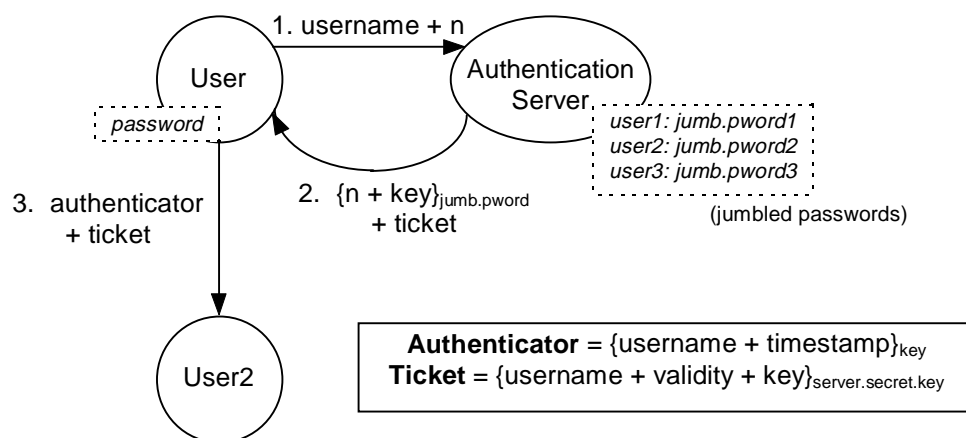 1. username + n
User
Authentication
Server
password
user1: jumb.pword1
user2: jumb.pword2
user3: jumb.pword3
(jumbled passwords)
2. {n + key}jumb.pword
+ ticket
3. authenticator
+ ticket
User2
Authenticator = {username + timestamp}key
Ticket = {username + validity + key}server.secret.key